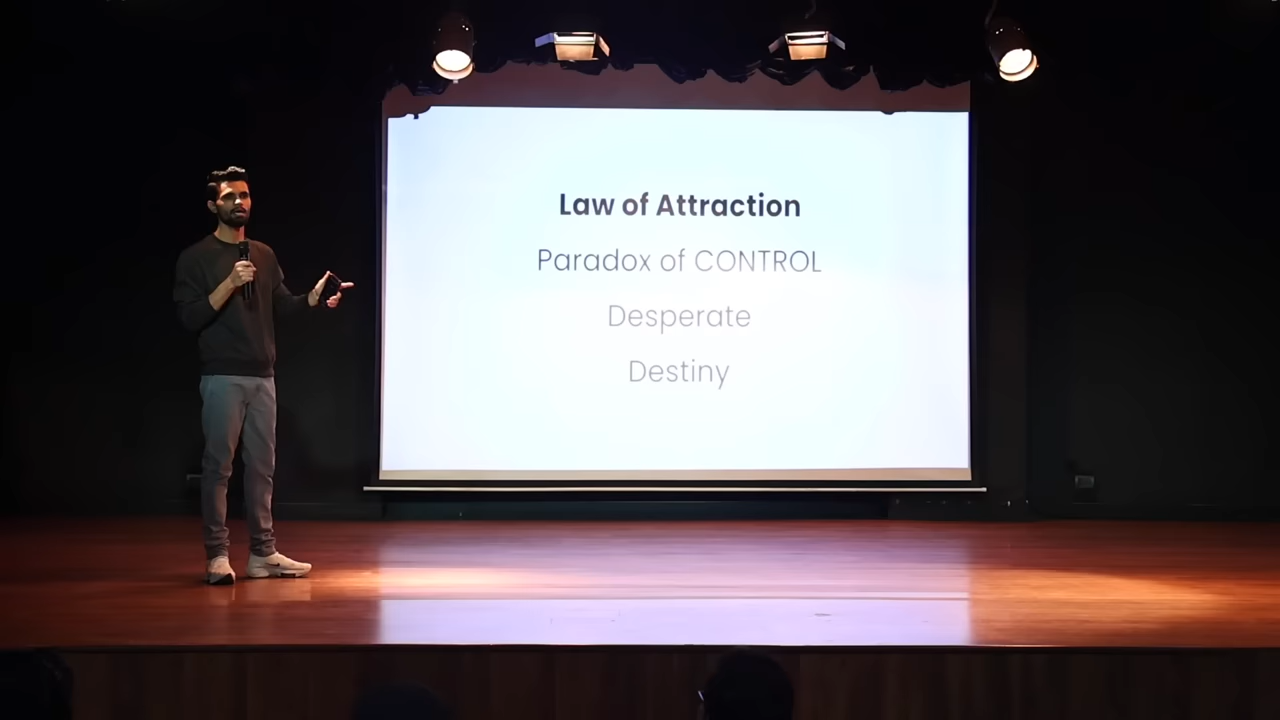 Law of Attraction
Paradox of CONTROL
Desperate
Destiny